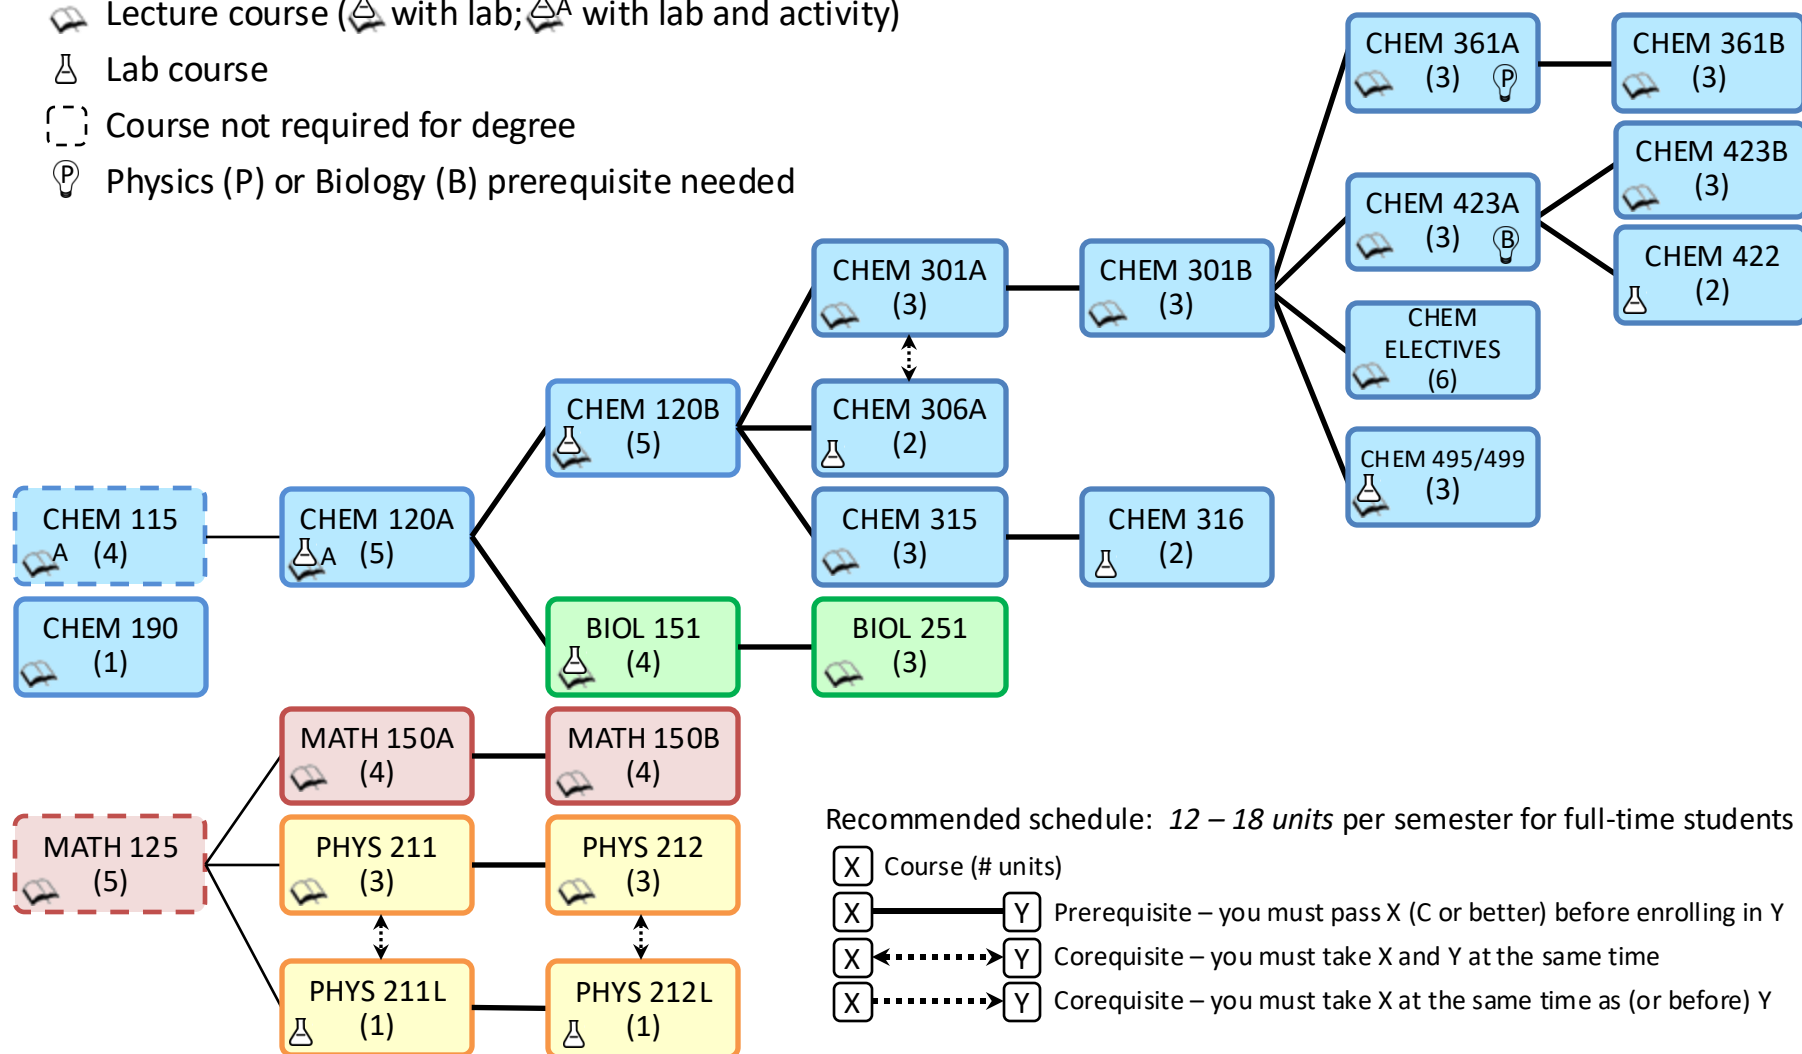 Lecture course ( with lab; A with lab and activity)
Lab course
Course not required for degree
P Physics (P) or Biology (B) prerequisite needed
CHEM 361A
(3) P
CHEM 361B
(3)
CHEM 423B
(3)
CHEM 423A
(3) B
CHEM 422
(2)
CHEM 301A
(3)
CHEM 301B
(3)
CHEM
ELECTIVES
(6)
CHEM 120B
(5)
CHEM 306A
(2)
CHEM 495/499
(3)
CHEM 115
A (4)
CHEM 120A
A (5)
CHEM 315
(3)
CHEM 316
(2)
CHEM 190
(1)
BIOL 151
(4)
BIOL 251
(3)
MATH 150A
(4)
MATH 150B
(4)
MATH 125
(5)
PHYS 211
(3)
PHYS 212
(3)
PHYS 211L
(1)
PHYS 212L
(1)
Recommended schedule: 12 – 18 units per semester for full-time students
X Course (# units)
X Y Prerequisite – you must pass X (C or better) before enrolling in Y
X Y Corequisite – you must take X and Y at the same time
X Y Corequisite – you must take X at the same time as (or before) Y